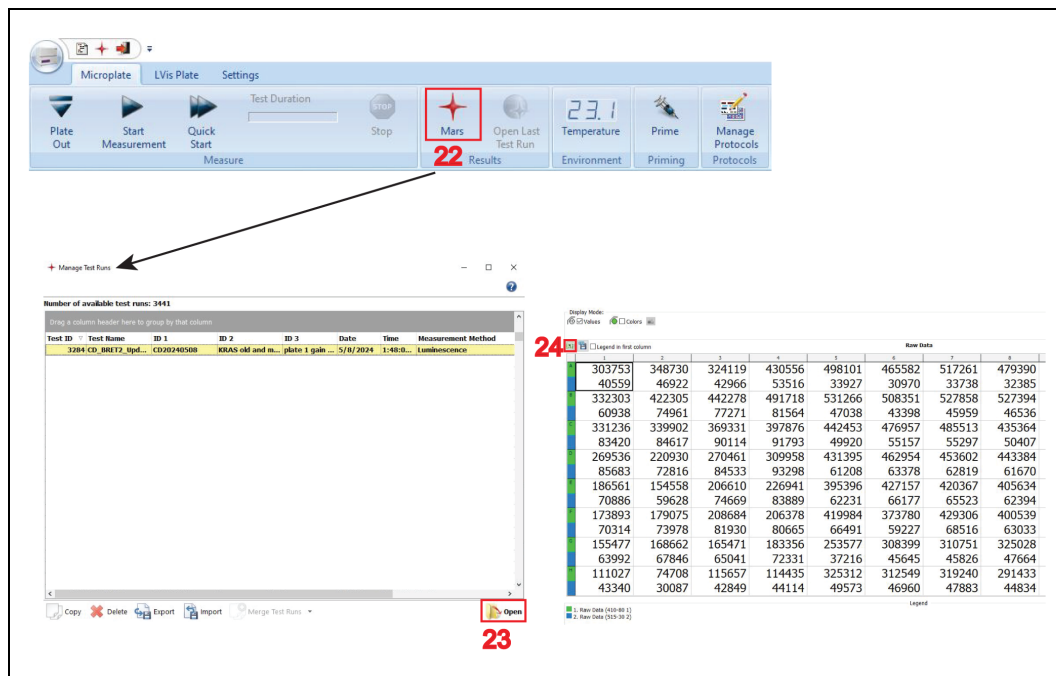 Microplate LVis Plate Settings
Test Duration
STOP
23.1
Plate Out
Start Measurement
Quick Start
Stop
Mars
Open Last Test Run
Temperature
Prime
Manage Protocols
22
Measure Results Environment Priming Protocols
Manage Test Runs
Number of available test runs: 3441
Drag a column header here to group by that column
Test ID Test Name ID 1 ID 2 ID 3 Date Time Measurement Method
3284 CD_BRET2_Upd... CD20240508 KRAS old and m... plate 1 gain ... 5/8/2024 1:48:0... Luminescence
Copy Delete Export Import Merge Test Runs Open
23
Display Mode:
Values Colors
24
Legend in first column Raw Data
1 2 3 4 5 6 7 8
A 303753 348730 324119 430556 498101 465582 517261 479390
40559 46922 42966 53516 33927 30970 33738 32385
B 332303 422305 442278 491718 531266 508351 527858 527394
60938 74961 77271 81564 47038 43398 45959 46536
C 331236 339902 369331 397876 442453 476957 485513 435364
83420 84617 90114 91793 49920 55157 55297 50407
D 269536 220930 270461 309958 431395 462954 453602 443384
85683 72816 84533 93298 61208 63378 62819 61670
E 186561 154558 206610 226941 395396 427157 420367 405634
70886 59628 74669 83889 62231 66177 65523 62394
F 173893 179075 208684 206378 419984 373780 429306 400539
70314 73978 81930 80665 66491 59227 68516 63033
G 155477 168662 165471 183356 253577 308399 310751 325028
63992 67846 65041 72331 37216 45645 45826 47664
H 111027 74708 115657 114435 325312 312549 319240 291433
43340 30087 42849 44114 49573 46960 47883 44834
Legend
1. Raw Data (410-80 1)
2. Raw Data (515-30 2)